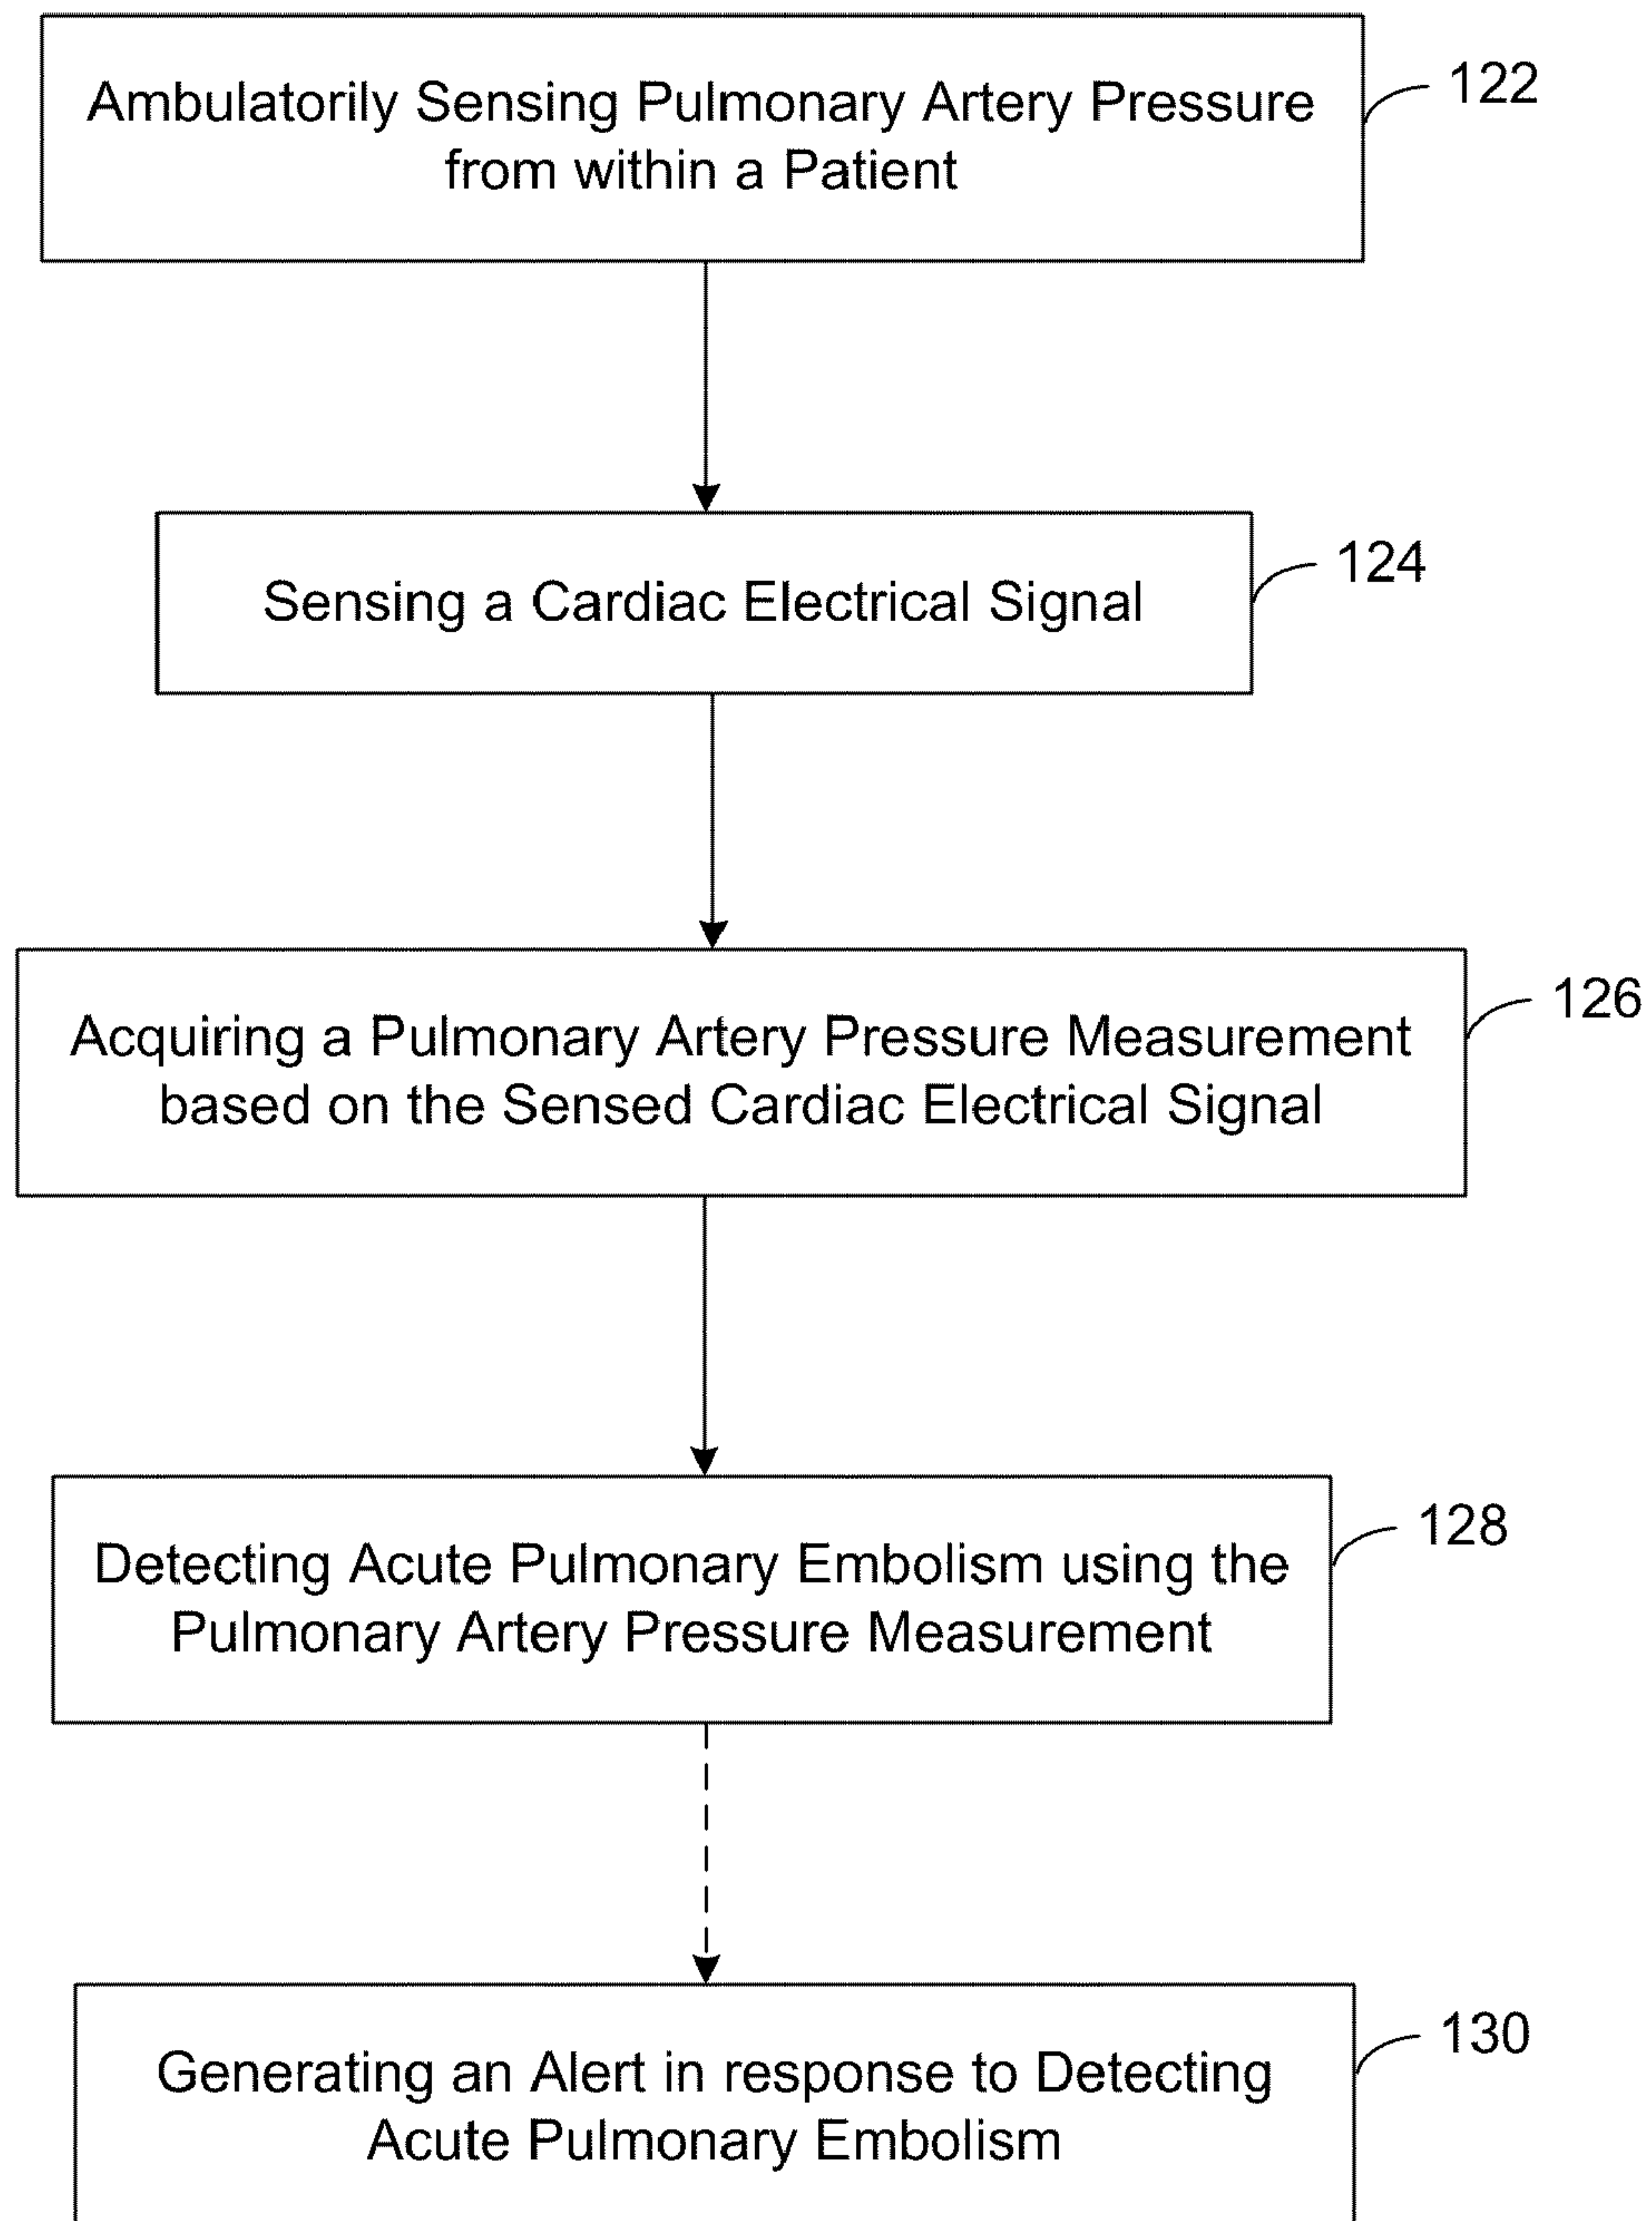 Ambulatorily Sensing Pulmonary Artery Pressure
from within a Patient
122
Sensing a Cardiac Electrical Signal
124
Acquiring a Pulmonary Artery Pressure Measurement
based on the Sensed Cardiac Electrical Signal
126
Detecting Acute Pulmonary Embolism using the
Pulmonary Artery Pressure Measurement
128
Generating an Alert in response to Detecting
Acute Pulmonary Embolism
130